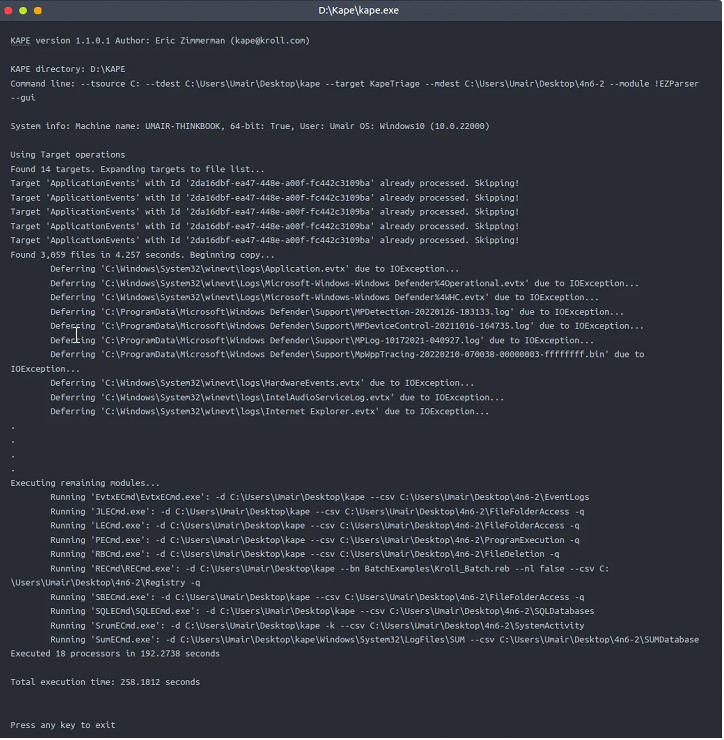 D:\Kape\kape.exe
KAPE version 1.1.0.1 Author: Eric Zimmerman (kape@kroll.com)
KAPE directory: D:\KAPE
Command line: --tsource C: --tdest C:\Users\Umair\Desktop\kape --target KapeTriage --mdest C:\Users\Umair\Desktop\4n6-2 --module !EZParser
--gui
System info: Machine name: UMAIR-THINKBOOK, 64-bit: True, User: Umair OS: Windows10 (10.0.22000)
Using Target operations
Found 14 targets. Expanding targets to file list...
Target 'ApplicationEvents' with Id '2da16dbf-ea47-448e-a00f-fc442c3109ba' already processed. Skipping!
Target 'ApplicationEvents' with Id '2da16dbf-ea47-448e-a00f-fc442c3109ba' already processed. Skipping!
Target 'ApplicationEvents' with Id '2da16dbf-ea47-448e-a00f-fc442c3109ba' already processed. Skipping!
Target 'ApplicationEvents' with Id '2da16dbf-ea47-448e-a00f-fc442c3109ba' already processed. Skipping!
Target 'ApplicationEvents' with Id '2da16dbf-ea47-448e-a00f-fc442c3109ba' already processed. Skipping!
Found 3,059 files in 4.257 seconds. Beginning copy...
Deferring 'C:\Windows\System32\winevt\logs\Application.evtx' due to IOException...
Deferring 'C:\Windows\System32\winevt\Logs\Microsoft-Windows-Windows Defender%4Operational.evtx' due to IOException...
Deferring 'C:\Windows\System32\winevt\Logs\Microsoft-Windows-Windows Defender%4WHC.evtx' due to IOException...
Deferring 'C:\ProgramData\Microsoft\Windows Defender\Support\MPDetection-20220126-183133.log' due to IOException...
Deferring 'C:\ProgramData\Microsoft\Windows Defender\Support\MPDeviceControl-20211016-164735.log' due to IOException...
Deferring 'C:\ProgramData\Microsoft\Windows Defender\Support\MPLog-10172021-040927.log' due to IOException...
Deferring 'C:\ProgramData\Microsoft\Windows Defender\Support\MpWppTracing-20220210-070038-00000003-ffffffff.bin' due to
IOException...
Deferring 'C:\Windows\System32\winevt\logs\HardwareEvents.evtx' due to IOException...
Deferring 'C:\Windows\System32\winevt\logs\IntelAudioServiceLog.evtx' due to IOException...
Deferring 'C:\Windows\System32\winevt\logs\Internet Explorer.evtx' due to IOException...
.
.
.
.
Executing remaining modules...
Running 'EvtxECmd\EvtxECmd.exe': -d C:\Users\Umair\Desktop\kape --csv C:\Users\Umair\Desktop\4n6-2\EventLogs
Running 'JLECmd.exe': -d C:\Users\Umair\Desktop\kape --csv C:\Users\Umair\Desktop\4n6-2\FileFolderAccess -q
Running 'LECmd.exe': -d C:\Users\Umair\Desktop\kape --csv C:\Users\Umair\Desktop\4n6-2\FileFolderAccess -q
Running 'PECmd.exe': -d C:\Users\Umair\Desktop\kape --csv C:\Users\Umair\Desktop\4n6-2\ProgramExecution -q
Running 'RBCmd.exe': -d C:\Users\Umair\Desktop\kape --csv C:\Users\Umair\Desktop\4n6-2\FileDeletion -q
Running 'RECmd\RECmd.exe': -d C:\Users\Umair\Desktop\kape --bn BatchExamples\Kroll_Batch.reb --nl false --csv C:
\Users\Umair\Desktop\4n6-2\Registry -q
Running 'SBECmd.exe': -d C:\Users\Umair\Desktop\kape --csv C:\Users\Umair\Desktop\4n6-2\FileFolderAccess -q
Running 'SQLECmd\SQLECmd.exe': -d C:\Users\Umair\Desktop\kape --csv C:\Users\Umair\Desktop\4n6-2\SQLDatabases
Running 'SrumECmd.exe': -d C:\Users\Umair\Desktop\kape -k --csv C:\Users\Umair\Desktop\4n6-2\SystemActivity
Running 'SumECmd.exe': -d C:\Users\Umair\Desktop\kape\Windows\System32\LogFiles\SUM --csv C:\Users\Umair\Desktop\4n6-2\SUMDatabase
Executed 18 processors in 192.2738 seconds
Total execution time: 258.1812 seconds
Press any key to exit